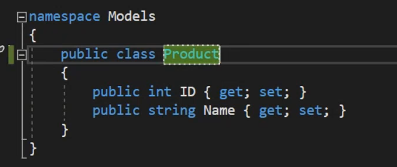 namespace Models
{
public class Product
{
public int ID { get; set; }
public string Name { get; set; }
}
}